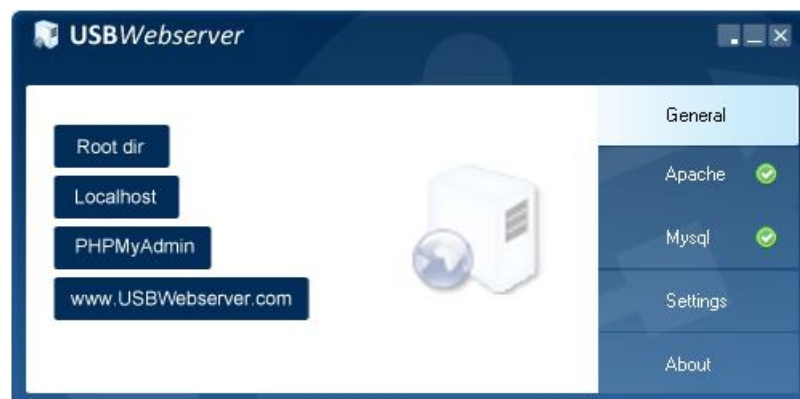 USBWebserver
Root dir
Localhost
PHPMyAdmin
www.USBWebserver.com
General
Apache
Mysql
Settings
About